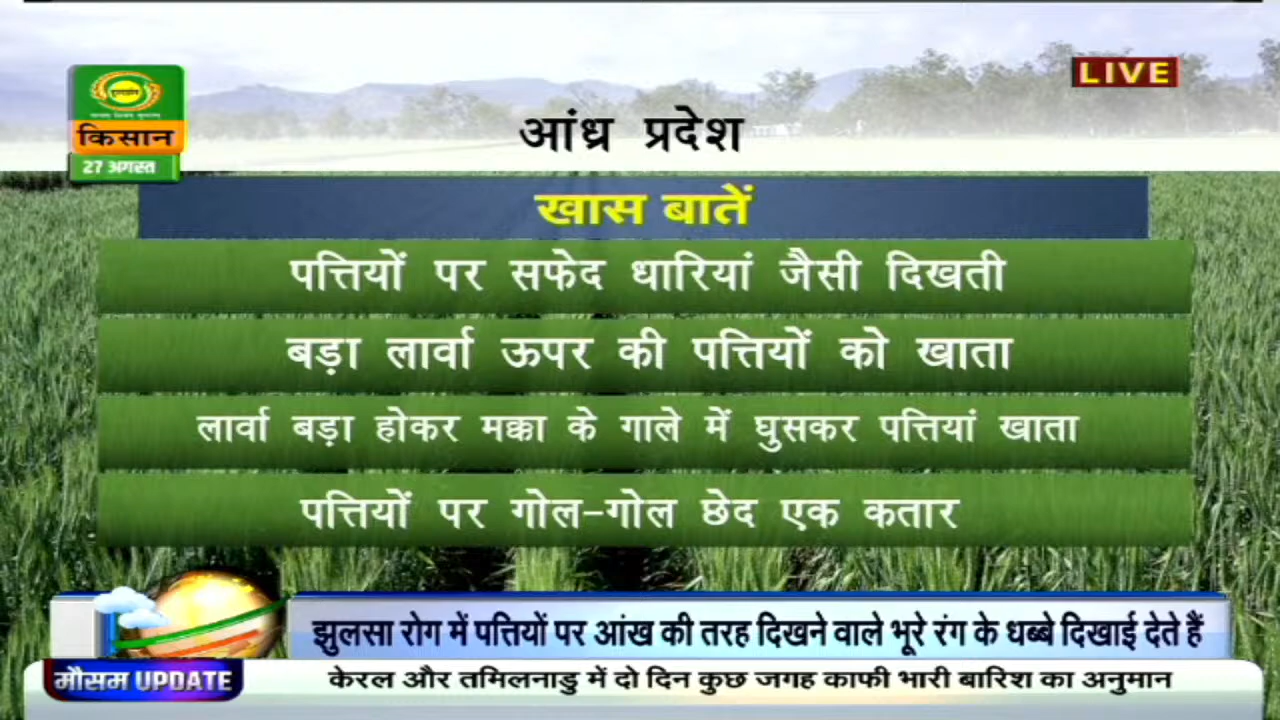 LIVE
किसान
27 अगस्त
आंध्र प्रदेश
खास बातें
पत्तियों पर सफेद धारियां जैसी दिखती
बड़ा लार्वा ऊपर की पत्तियों को खाता
लार्वा बड़ा होकर मक्का के गाले में घुसकर पत्तियां खाता
पत्तियों पर गोल-गोल छेद एक कतार
झुलसा रोग में पत्तियों पर आंख की तरह दिखने वाले भूरे रंग के धब्बे दिखाई देते हैं
मौसम UPDATE
केरल और तमिलनाडु में दो दिन कुछ जगह काफी भारी बारिश का अनुमान